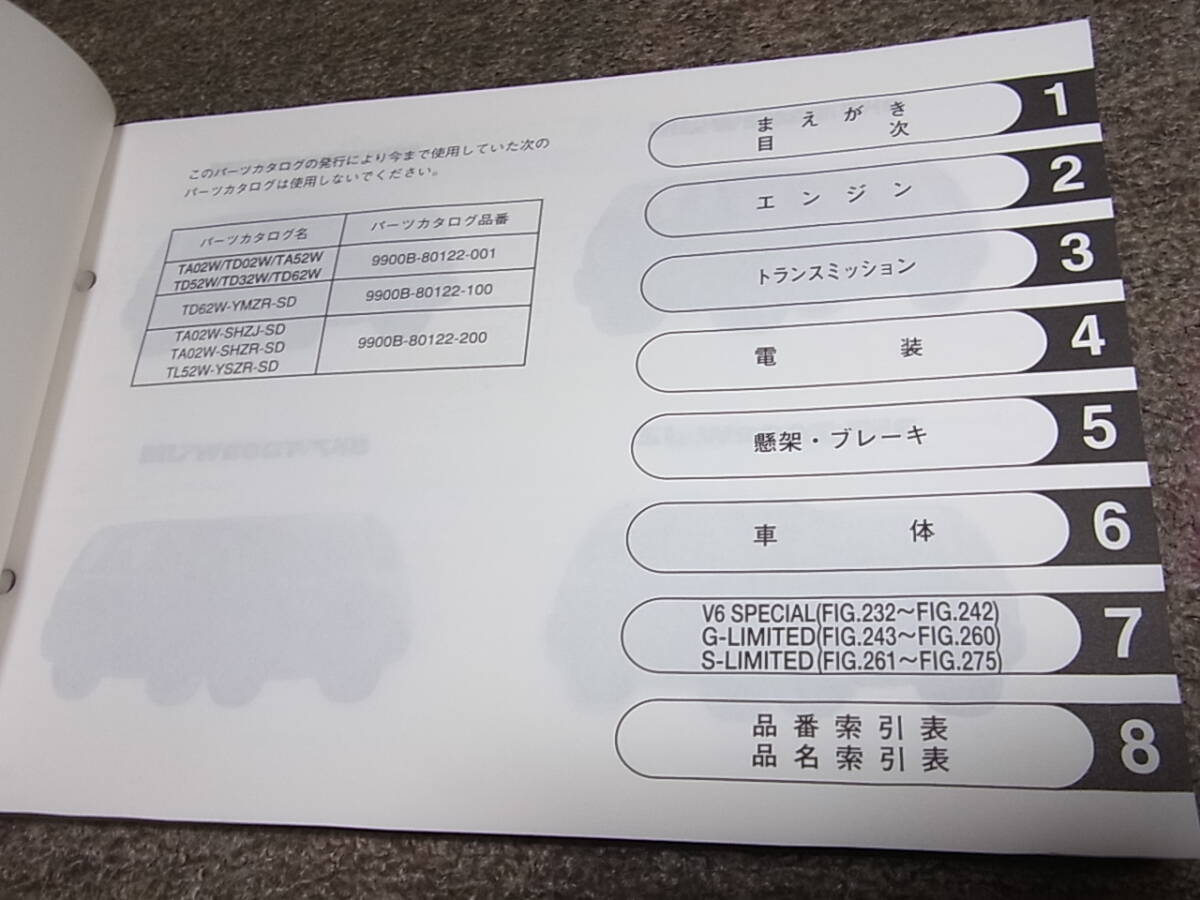 このパーツカタログの発行により今まで使用していた次の
パーツカタログは使用しないでください。
パーツカタログ名 パーツカタログ品番
TA02W/TD02W/TA52W
TD52W/TD32W/TD62W 9900B-80122-001
TD62W-YMZR-SD 9900B-80122-100
TA02W-SHZJ-SD
TA02W-SHZR-SD 9900B-80122-200
TL52W-YSZR-SD
まえがき
目次
1
エンジン
2
トランスミッション
3
電装
4
懸架・ブレーキ
5
車体
6
V6 SPECIAL(FIG.232〜FIG.242)
G-LIMITED(FIG.243〜FIG.260)
S-LIMITED(FIG.261〜FIG.275)
7
品番索引表
品名索引表
8